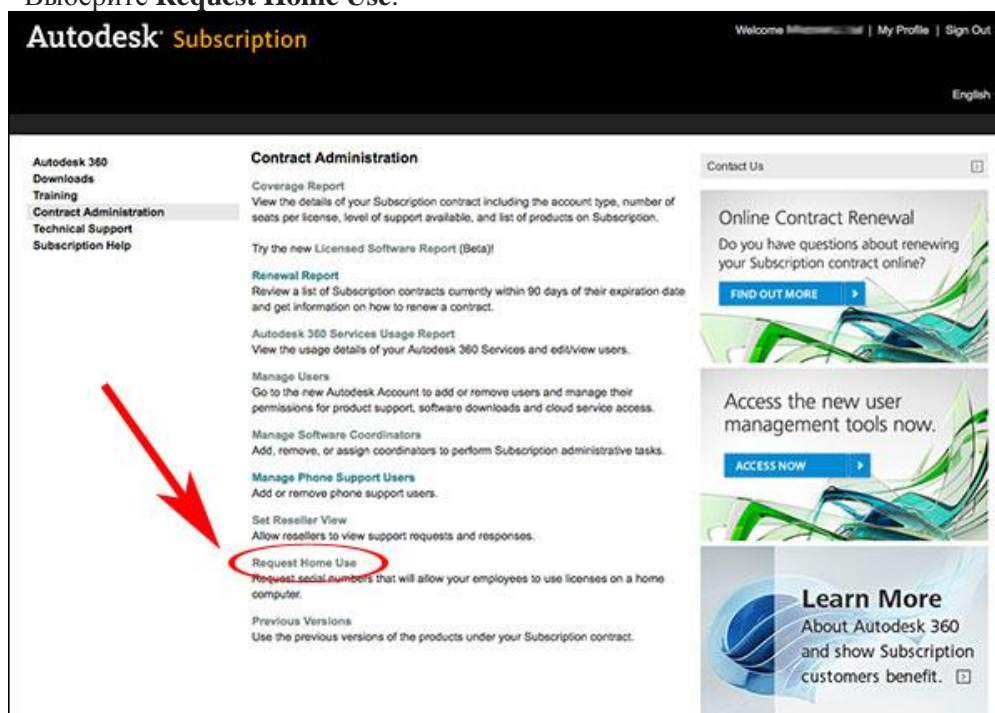 Выберите Request Home Use.
Autodesk Subscription
Welcome | My Profile | Sign Out
English
Autodesk 360
Downloads
Training
Contract Administration
Technical Support
Subscription Help
Contract Administration
Coverage Report
View the details of your Subscription contract including the account type, number of
seats per license, level of support available, and list of products on Subscription.
Try the new Licensed Software Report (Beta)!
Renewal Report
Review a list of Subscription contracts currently within 90 days of their expiration date
and get information on how to renew a contract.
Autodesk 360 Services Usage Report
View the usage details of your Autodesk 360 Services and edit/view users.
Manage Users
Go to the new Autodesk Account to add or remove users and manage their
permissions for product support, software downloads and cloud service access.
Manage Software Coordinators
Add, remove, or assign coordinators to perform Subscription administrative tasks.
Manage Phone Support Users
Add or remove phone support users.
Set Reseller View
Allow resellers to view support requests and responses.
Request Home Use
Request serial numbers that will allow your employees to use licenses on a home
computer.
Previous Versions
Use the previous versions of the products under your Subscription contract.
Contact Us
Online Contract Renewal
Do you have questions about renewing
your Subscription contract online?
FIND OUT MORE
Access the new user
management tools now.
ACCESS NOW
Learn More
About Autodesk 360
and show Subscription
customers benefit.